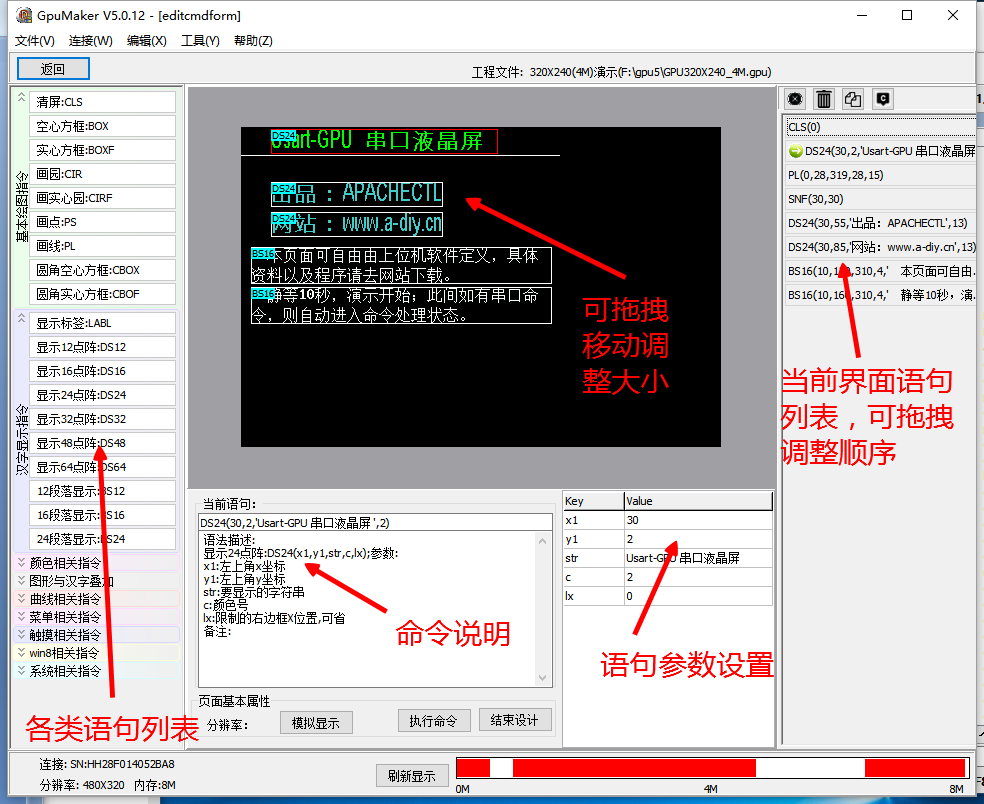 GpuMaker V5.0.12 - [editcmdform]
文件(V) 连接(W) 编辑(X) 工具(Y) 帮助(Z)
返回
工程文件: 320X240(4M)演示(F:\gpu5\GPU320X240_4M.gpu)
基本绘图指令
清屏:CLS
空心方框:BOX
实心方框:BOXF
画园:CIR
画实心园:CIRF
画点:PS
画线:PL
圆角空心方框:CBOX
圆角实心方框:CBOF
汉字显示指令
显示标签:LABL
显示12点阵:DS12
显示16点阵:DS16
显示24点阵:DS24
显示32点阵:DS32
显示48点阵:DS48
显示64点阵:DS64
12段落显示:BS12
16段落显示:BS16
24段落显示:BS24
颜色相关指令
图形与汉字叠加
曲线相关指令
菜单相关指令
触摸相关指令
win8相关指令
系统相关指令
各类语句列表
DS24
Usart-GPU 串口液晶屏
DS24
出品：APACHECTL
DS24
网站：www.a-diy.cn
BS16
本页面可自由由上位机软件定义，具体
资料以及程序请去网站下载。
BS16
静等10秒，演示开始；此间如有串口命
令，则自动进入命令处理状态。
可拖拽
移动调
整大小
CLS(0)
DS24(30,2,'Usart-GPU 串口液晶屏
PL(0,28,319,28,15)
SNF(30,30)
DS24(30,55,'出品：APACHECTL',13)
DS24(30,85,'网站：www.a-diy.cn',13)
BS16(10,1 0,310,4,' 本页面可自由.
BS16(10,160,310,4,' 静等10秒，演.
当前界面语句
列表，可拖拽
调整顺序
当前语句:
DS24(30,2,'Usart-GPU 串口液晶屏 ',2)
语法描述:
显示24点阵:DS24(x1,y1,str,c,lx);参数:
x1:左上角x坐标
y1:左上角y坐标
str:要显示的字符串
c:颜色号
lx:限制的右边框X位置,可省
备注:
命令说明
Key Value
x1 30
y1 2
str Usart-GPU 串口液晶屏
c 2
lx 0
语句参数设置
页面基本属性
分辨率: 模拟显示 执行命令 结束设计
连接: SN:HH28F014052BA8
分辨率: 480X320 内存:8M
刷新显示
0M 4M 8M